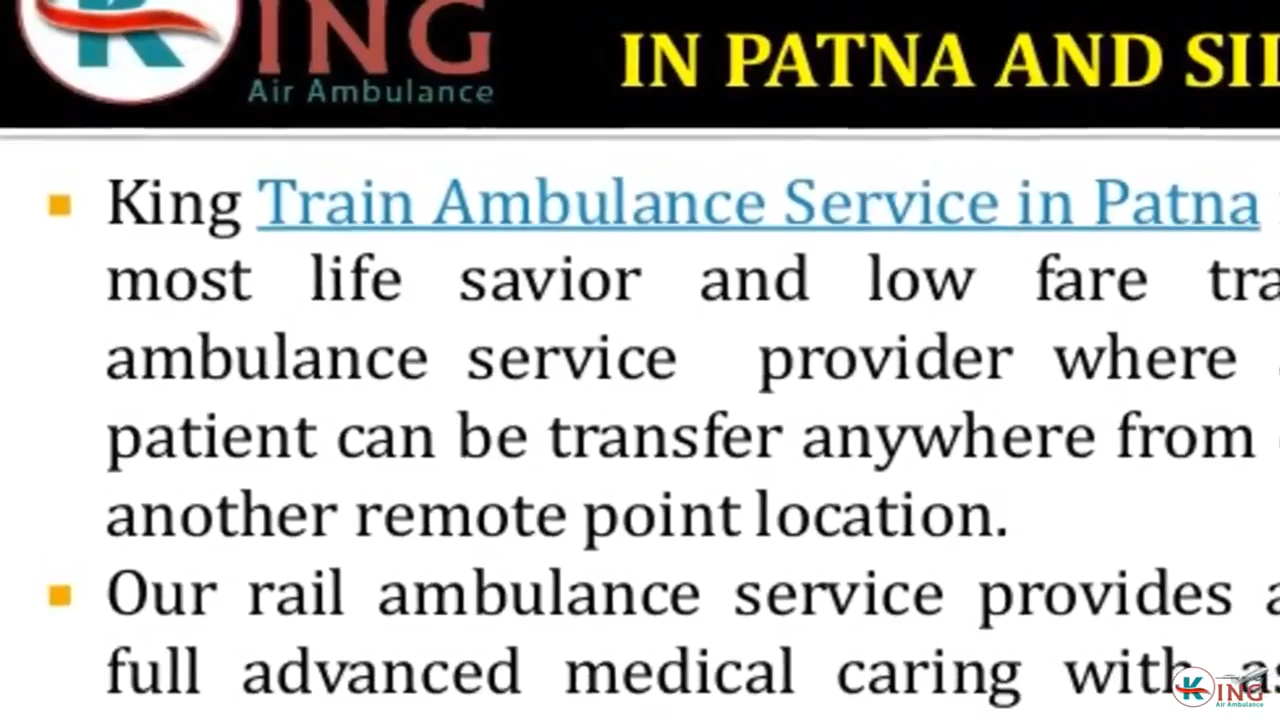 KING
Air Ambulance
IN PATNA AND
King Train Ambulance Service in Patna
most life savior and low fare
ambulance service provider where
patient can be transfer anywhere from
another remote point location.
Our rail ambulance service provides
full advanced medical caring with
KING
Air Ambulance